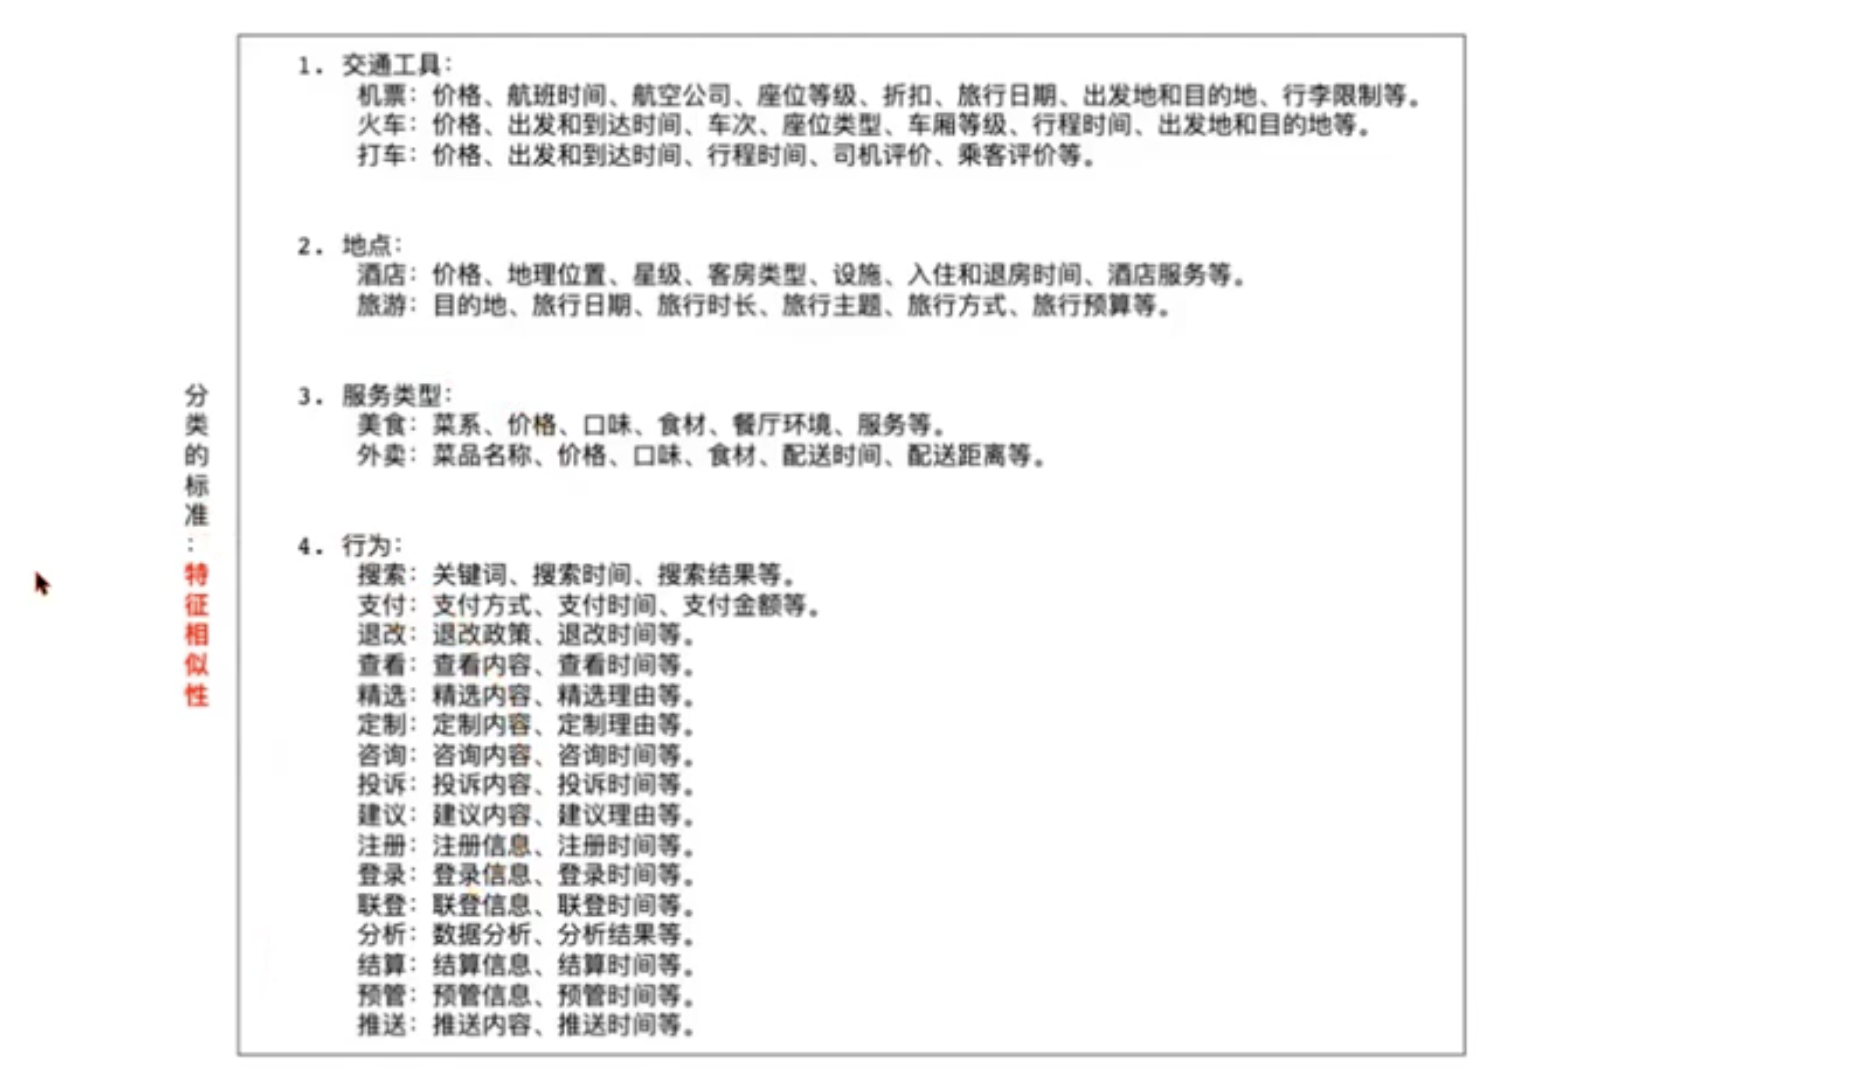 1. 交通工具：
机票：价格、航班时间、航空公司、座位等级、折扣、旅行日期、出发地和目的地、行李限制等。
火车：价格、出发和到达时间、车次、座位类型、车厢等级、行程时间、出发地和目的地等。
打车：价格、出发和到达时间、行程时间、司机评价、乘客评价等。
2. 地点：
酒店：价格、地理位置、星级、客房类型、设施、入住和退房时间、酒店服务等。
旅游：目的地、旅行日期、旅行时长、旅行主题、旅行方式、旅行预算等。
分类的标准：特征相似性
3. 服务类型：
美食：菜系、价格、口味、食材、餐厅环境、服务等。
外卖：菜品名称、价格、口味、食材、配送时间、配送距离等。
4. 行为：
搜索：关键词、搜索时间、搜索结果等。
支付：支付方式、支付时间、支付金额等。
退改：退改政策、退改时间等。
查看：查看内容、查看时间等。
精选：精选内容、精选理由等。
定制：定制内容、定制理由等。
咨询：咨询内容、咨询时间等。
投诉：投诉内容、投诉时间等。
建议：建议内容、建议理由等。
注册：注册信息、注册时间等。
登录：登录信息、登录时间等。
联登：联登信息、联登时间等。
分析：数据分析、分析结果等。
结算：结算信息、结算时间等。
预管：预管信息、预管时间等。
推送：推送内容、推送时间等。